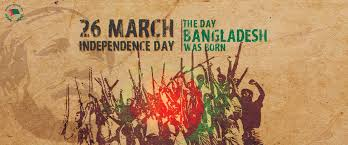 26 MARCH
INDEPENDENCE DAY
THE DAY
BANGLADESH
WAS BORN